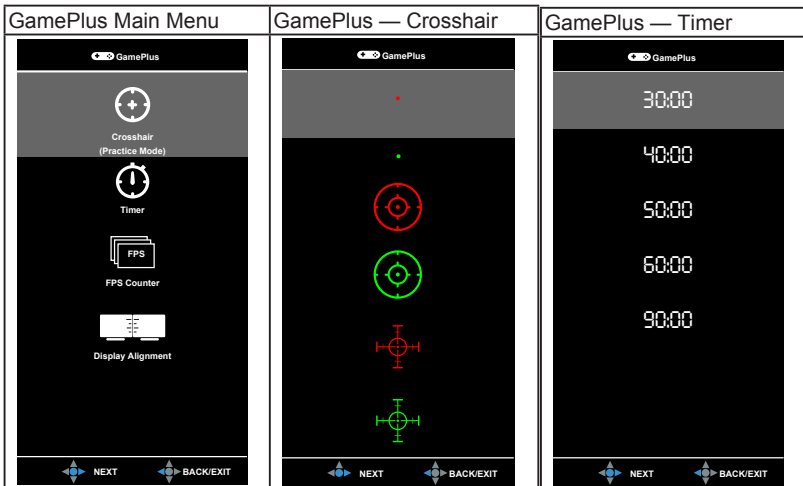 GamePlus Main Menu
GamePlus
Crosshair
(Practice Mode)
Timer
FPS
FPS Counter
Display Alignment
NEXT BACK/EXIT
GamePlus — Crosshair
GamePlus
NEXT BACK/EXIT
GamePlus — Timer
GamePlus
30:00
40:00
50:00
60:00
90:00
NEXT BACK/EXIT